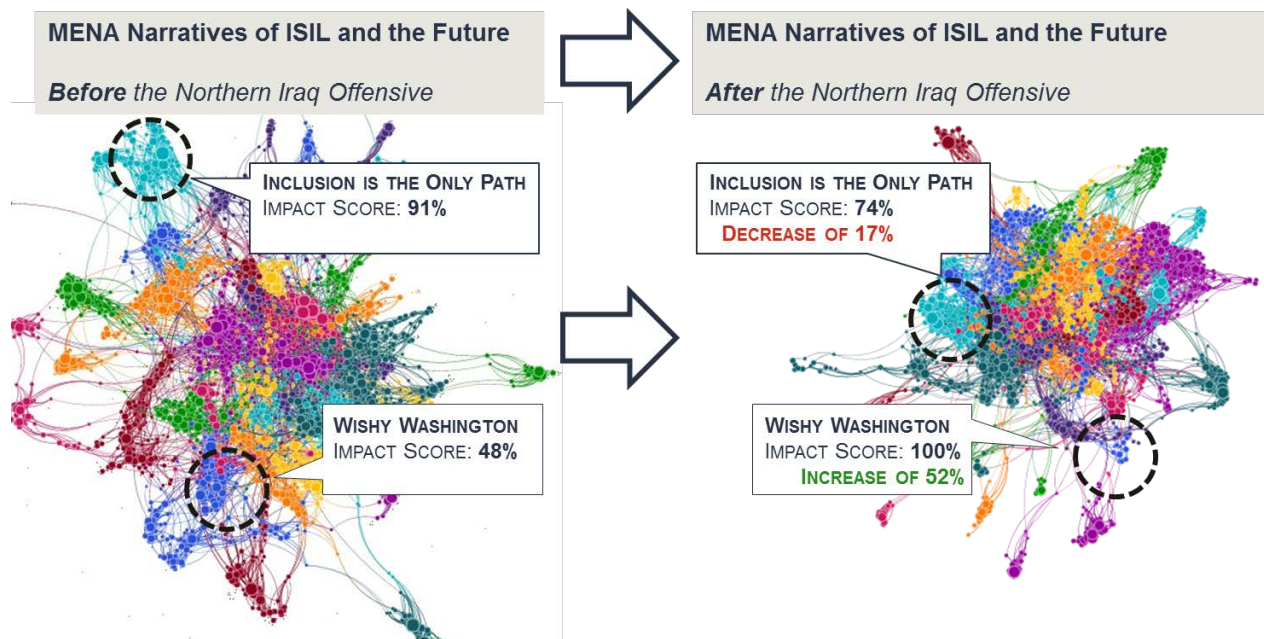 MENA Narratives of ISIL and the Future
Before the Northern Iraq Offensive
MENA Narratives of ISIL and the Future
After the Northern Iraq Offensive
INCLUSION IS THE ONLY PATH
IMPACT SCORE: 91%
WISHY WASHINGTON
IMPACT SCORE: 48%
INCLUSION IS THE ONLY PATH
IMPACT SCORE: 74%
DECREASE OF 17%
WISHY WASHINGTON
IMPACT SCORE: 100%
INCREASE OF 52%